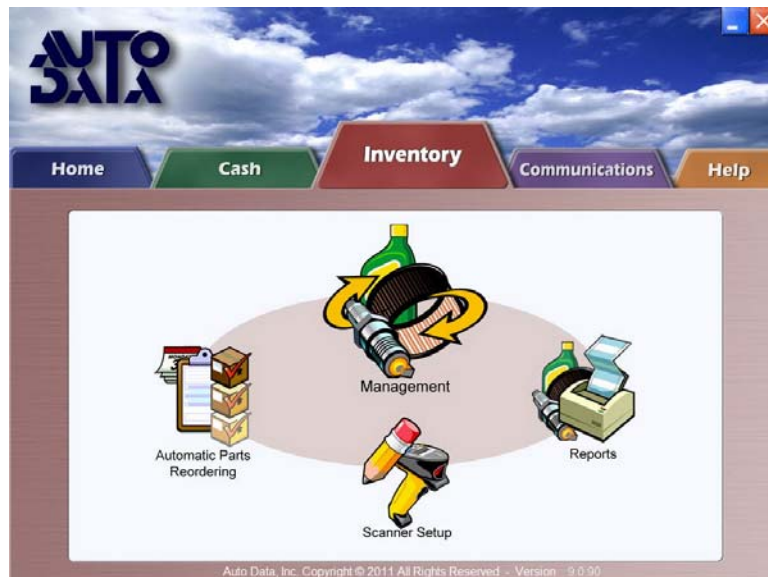 AUTO
DATA
Home
Cash
Inventory
Communications
Help
Management
Automatic Parts
Reordering
Reports
Scanner Setup
Auto Data, Inc. Copyright © 2011 All Rights Reserved - Version 9.0.90